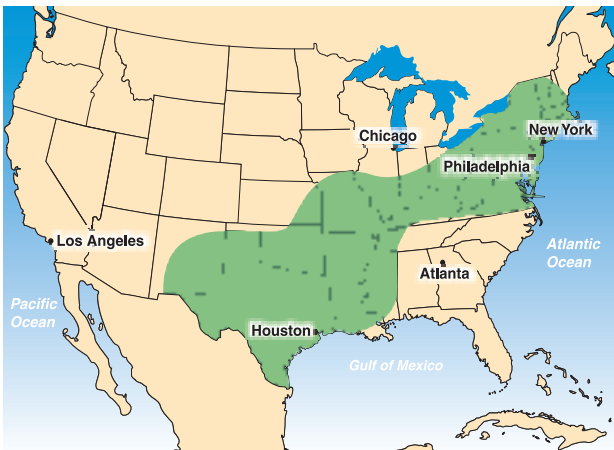 New York
Chicago
Philadelphia
Los Angeles
Atlantic
Ocean
Atlanta
Pacific
Ocean
Houston
Gulf of Mexico